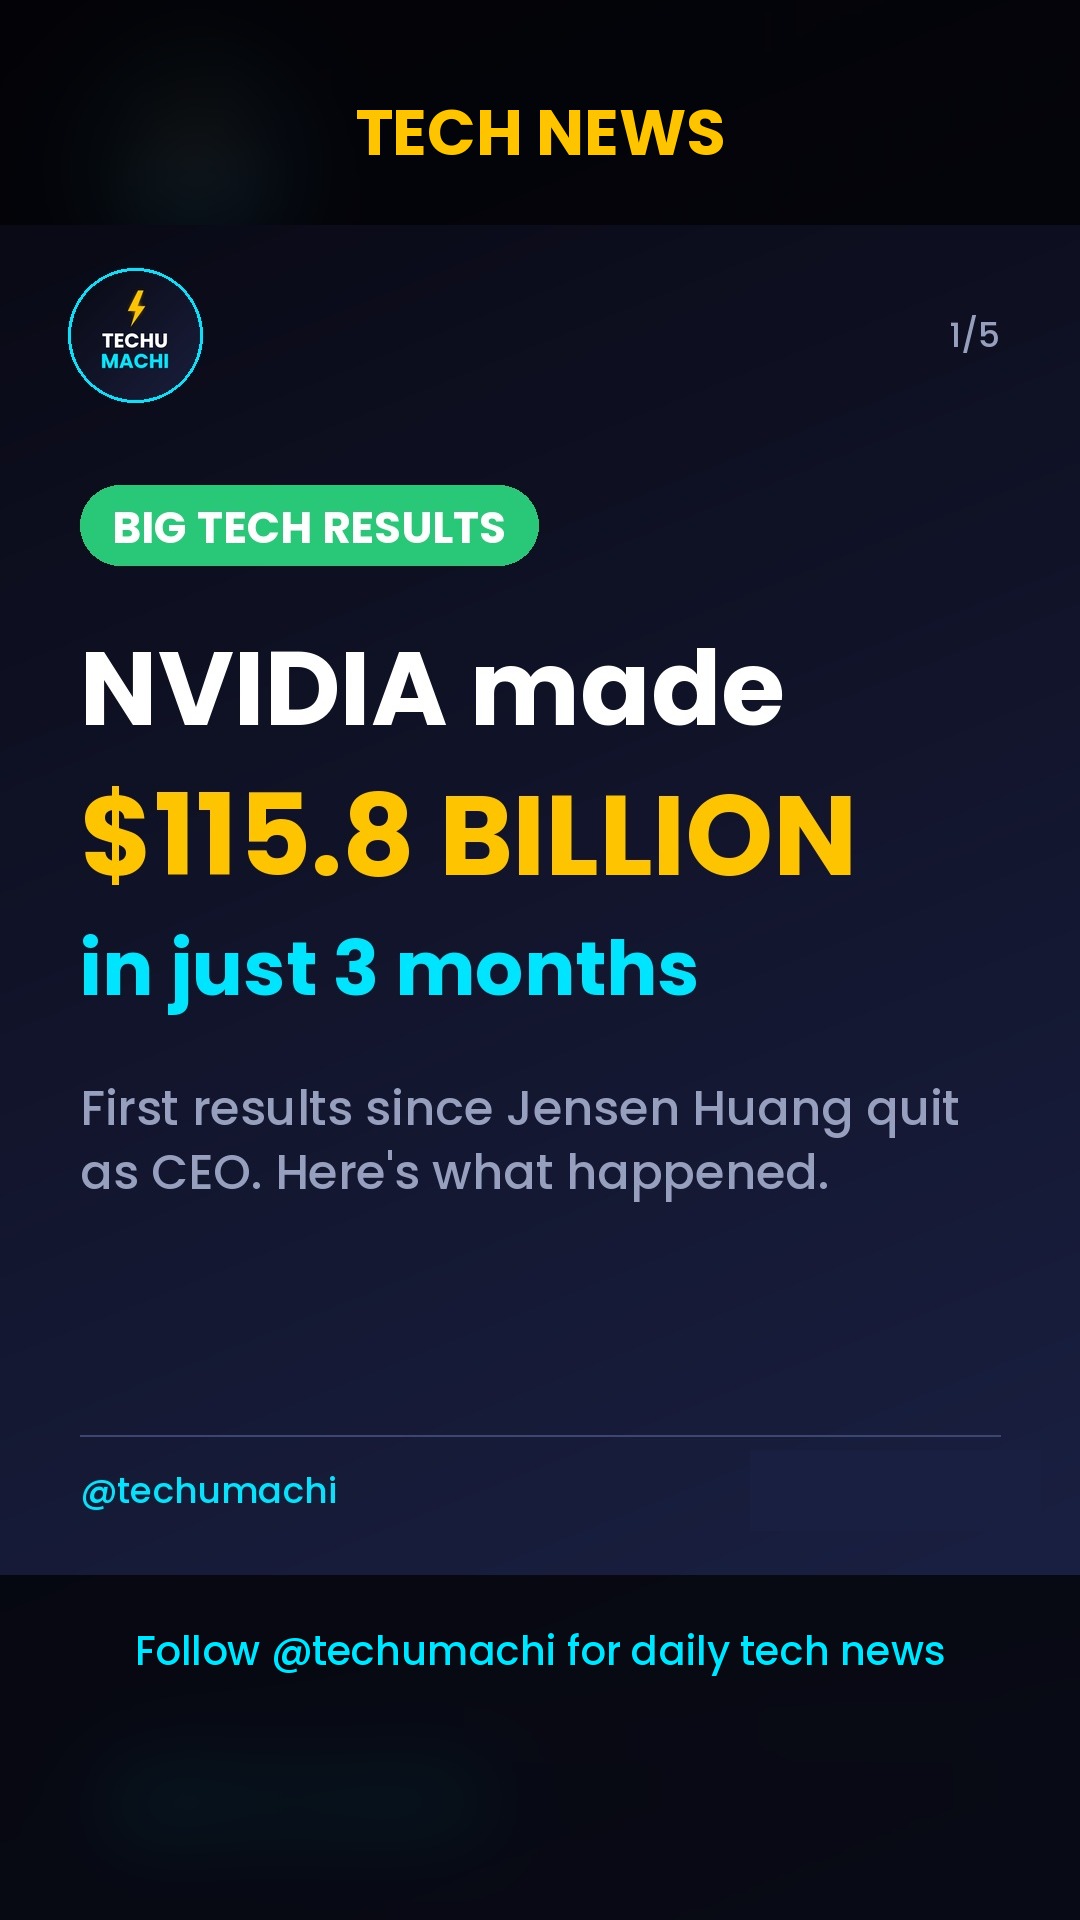 TECH NEWS
TECHU
MACHI
1/5
BIG TECH RESULTS
NVIDIA made
$115.8 BILLION
in just 3 months
First results since Jensen Huang quit
as CEO. Here's what happened.
@techumachi
Follow @techumachi for daily tech news